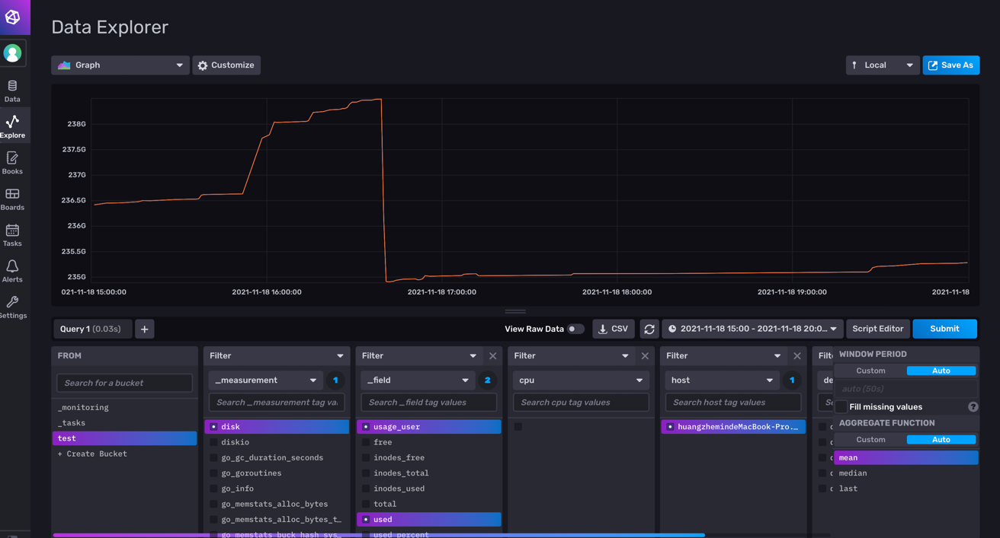 Data Explorer
Graph
Customize
Local
Save As
Data
Explore
Books
Boards
Tasks
Alerts
Settings
238G
237.5G
237G
236.5G
236G
235.5G
235G
021-11-18 15:00:00
2021-11-18 16:00:00
2021-11-18 17:00:00
2021-11-18 18:00:00
2021-11-18 19:00:00
2021-11-18
Query 1 (0.03s)
+
View Raw Data
CSV
2021-11-18 15:00 - 2021-11-18 20:0...
Script Editor
Submit
FROM
Search for a bucket
_monitoring
_tasks
test
+ Create Bucket
Filter
_measurement
1
Search _measurement tag va
disk
diskio
go_gc_duration_seconds
go_goroutines
go_info
go_memstats_alloc_bytes
go_memstats_alloc_bytes_t…
go_memstats_buck_hash_sys…
Filter
_field
2
Search _field tag values
usage_user
free
inodes_free
inodes_total
inodes_used
total
used
used_percent
Filter
cpu
Search cpu tag values
Filter
host
1
Search host tag values
huangzhemindeMacBook-Pro.…
Filt
de
WINDOW PERIOD
Custom
Auto
auto (50s)
Fill missing values
?
AGGREGATE FUNCTION
Custom
Auto
mean
median
last